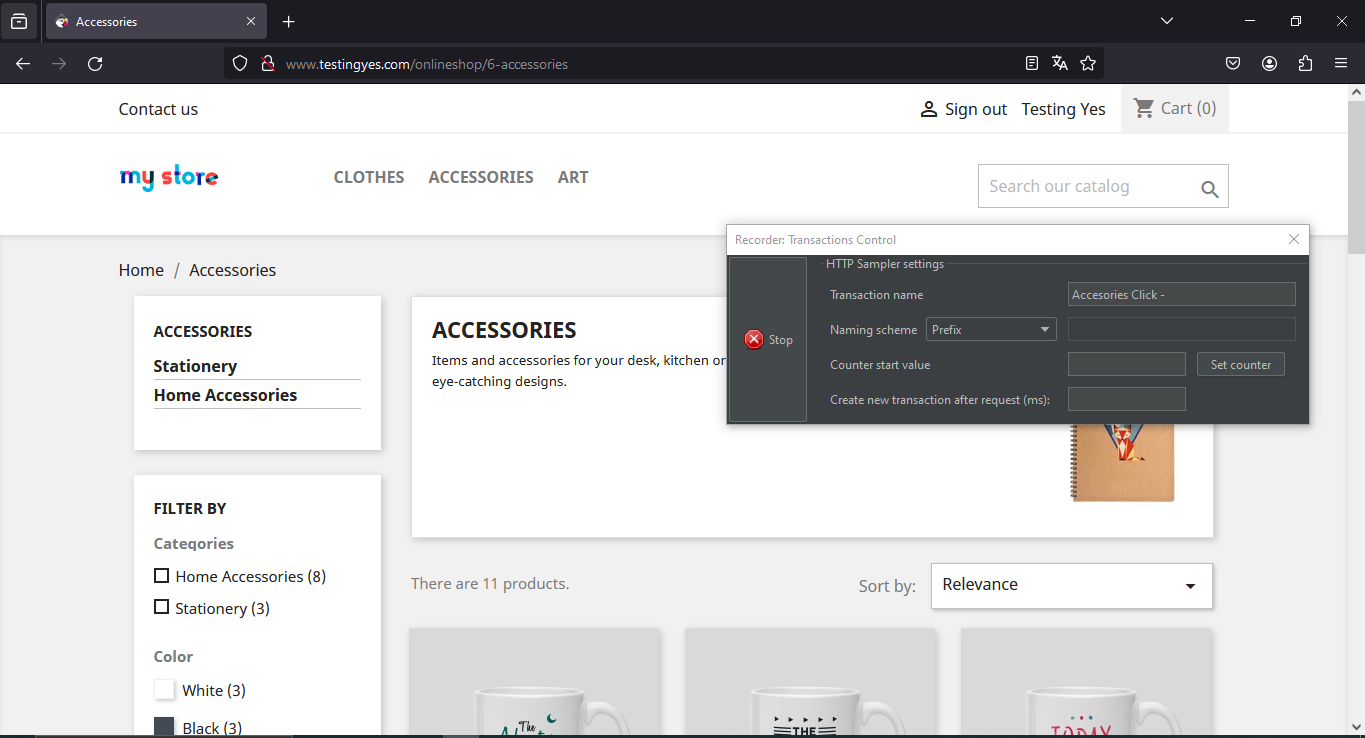 Accessories
www.testingyes.com/onlineshop/6-accessories
Contact us
Sign out
Testing Yes
Cart (0)
my store
CLOTHES
ACCESSORIES
ART
Search our catalog
Recorder: Transactions Control
HTTP Sampler settings
Transaction name
Accesories Click -
Naming scheme
Prefix
Counter start value
Set counter
Create new transaction after request (ms):
Stop
Home / Accessories
ACCESSORIES
Stationery
Home Accessories
ACCESSORIES
Items and accessories for your desk, kitchen or
eye-catching designs.
FILTER BY
Categories
Home Accessories (8)
Stationery (3)
Color
White (3)
Black (3)
There are 11 products.
Sort by:
Relevance
The
THE
TODAY